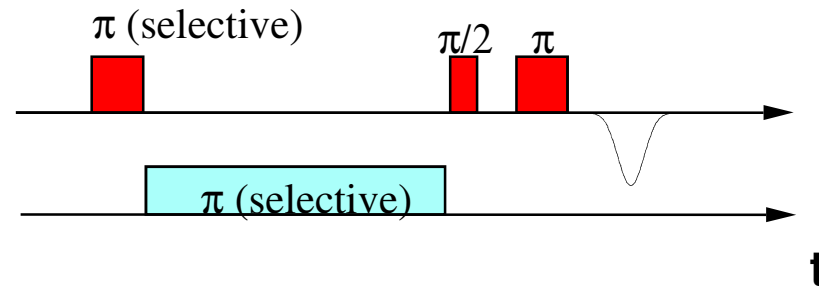 π (selective)
π/2 π
π (selective)
t